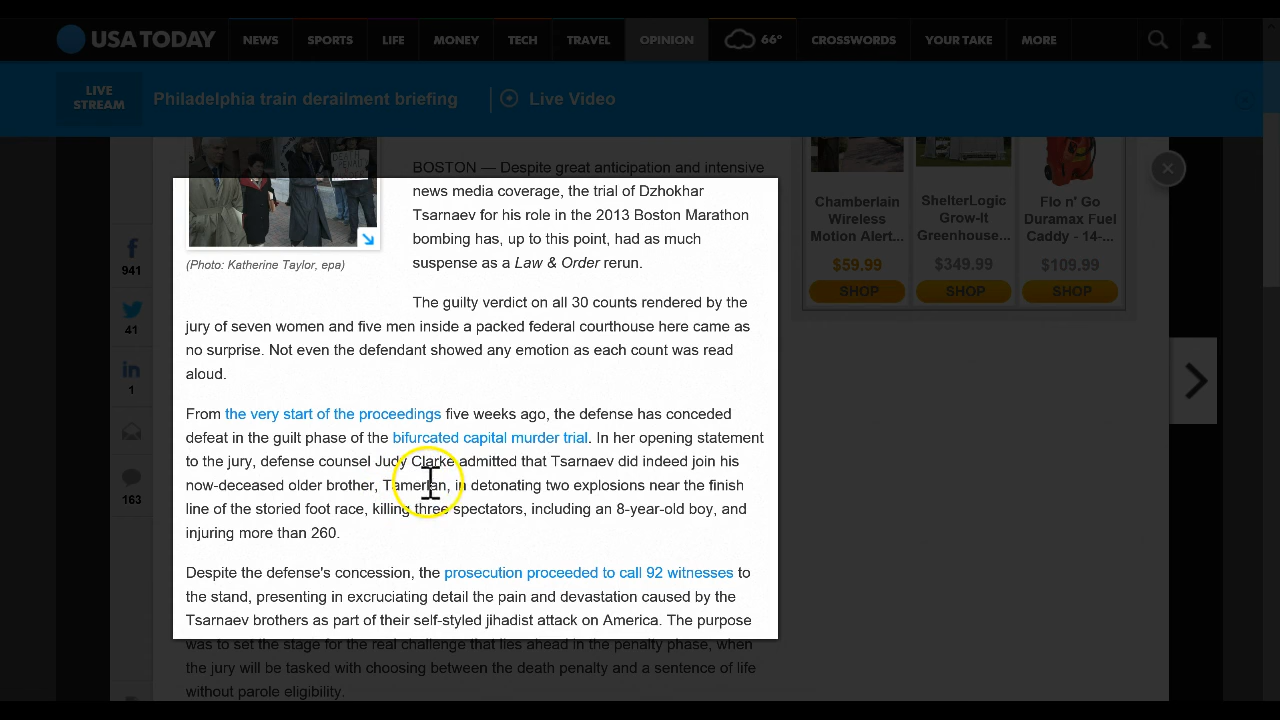 USA TODAY
NEWS
SPORTS
LIFE
MONEY
TECH
TRAVEL
OPINION
66°
CROSSWORDS
YOUR TAKE
MORE
LIVE
STREAM
Philadelphia train derailment briefing
Live Video
941
41
1
163
(Photo: Katherine Taylor, epa)
BOSTON — Despite great anticipation and intensive
news media coverage, the trial of Dzhokhar
Tsarnaev for his role in the 2013 Boston Marathon
bombing has, up to this point, had as much
suspense as a Law & Order rerun.
The guilty verdict on all 30 counts rendered by the
jury of seven women and five men inside a packed federal courthouse here came as
no surprise. Not even the defendant showed any emotion as each count was read
aloud.
From the very start of the proceedings five weeks ago, the defense has conceded
defeat in the guilt phase of the bifurcated capital murder trial. In her opening statement
to the jury, defense counsel Judy Clarke admitted that Tsarnaev did indeed join his
now-deceased older brother, Tamerlan, in detonating two explosions near the finish
line of the storied foot race, killing three spectators, including an 8-year-old boy, and
injuring more than 260.
Despite the defense's concession, the prosecution proceeded to call 92 witnesses to
the stand, presenting in excruciating detail the pain and devastation caused by the
Tsarnaev brothers as part of their self-styled jihadist attack on America. The purpose
was to set the stage for the real challenge that lies ahead in the penalty phase, when
the jury will be tasked with choosing between the death penalty and a sentence of life
without parole eligibility.
Chamberlain
Wireless
Motion Alert...
$59.99
SHOP
ShelterLogic
Grow-It
Greenhouse...
$349.99
SHOP
Flo n' Go
Duramax Fuel
Caddy - 14-...
$109.99
SHOP